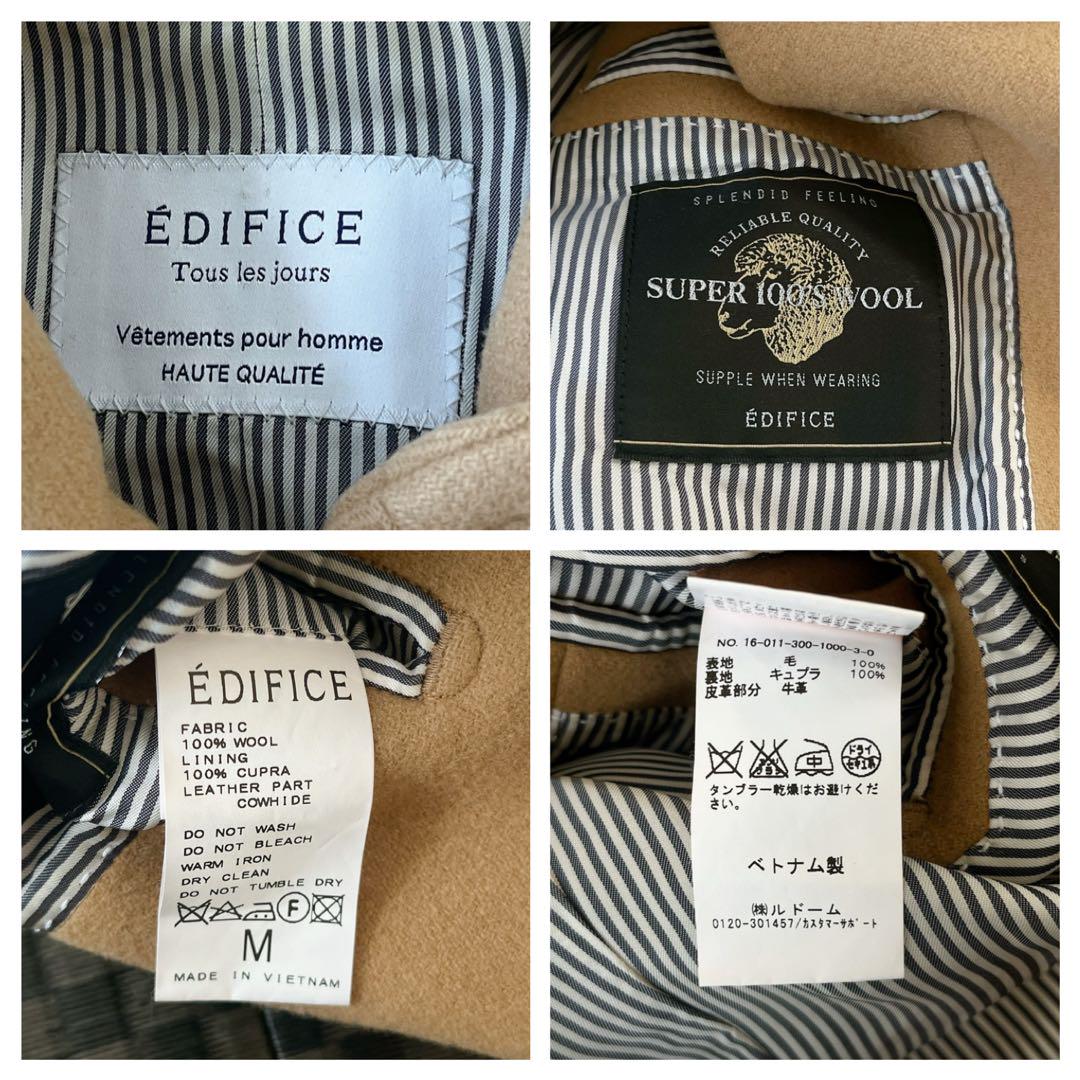 ÉDIFICE
Tous les jours
Vêtements pour homme
HAUTE QUALITÉ
SPLENDID FEELING
RELIABLE QUALITY
SUPER 100'S WOOL
SUPPLE WHEN WEARING
ÉDIFICE
ÉDIFICE
FABRIC
100% WOOL
LINING
100% CUPRA
LEATHER PART
COWHIDE
DO NOT WASH
DO NOT BLEACH
WARM IRON
DRY CLEAN
DO NOT TUMBLE DRY
F
M
MADE IN VIETNAM
NO. 16-011-300-1000-3-0
表地 毛 100%
裏地 キュプラ 100%
皮革部分 牛革
中 ドライ
タンブラー乾燥はお避けくだ
さい。
ベトナム製
㈱ルドーム
0120-301457/カスタマーサポート